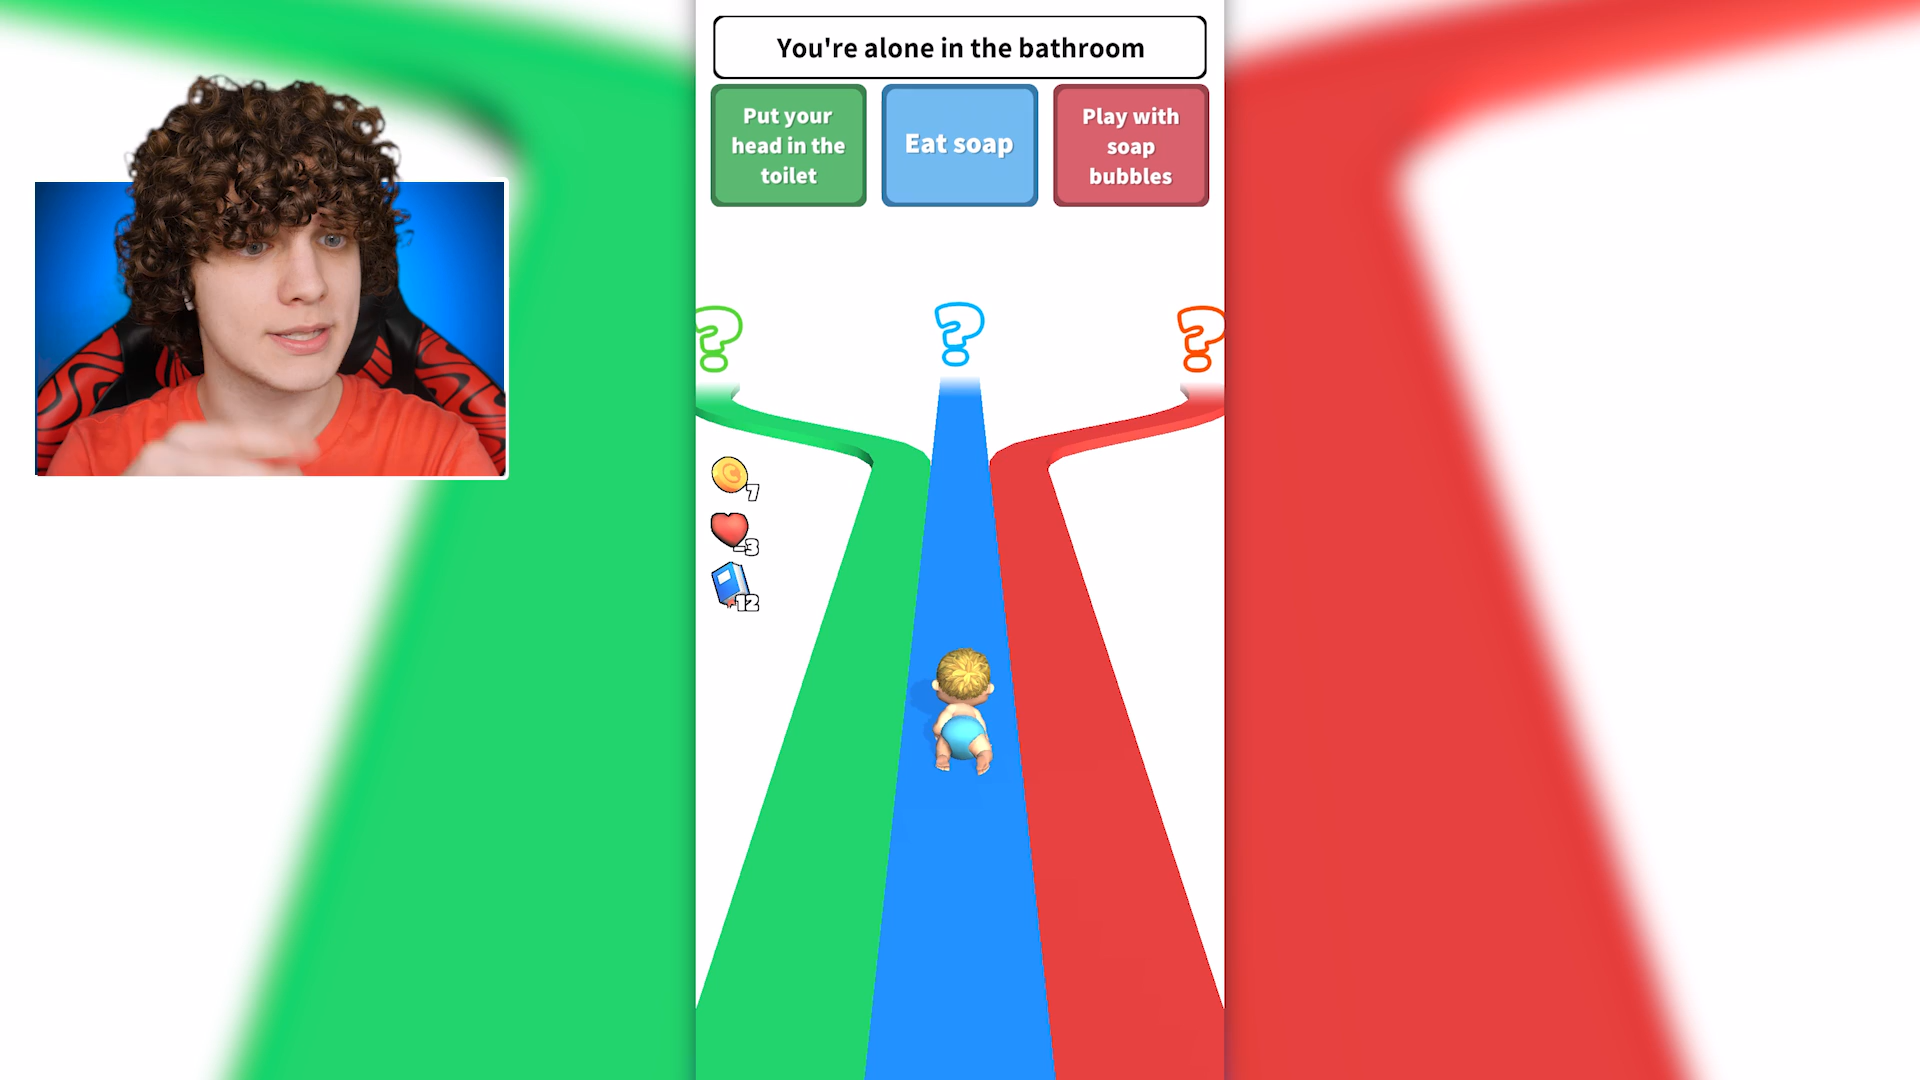 You're alone in the bathroom
Put your
head in the
toilet
Eat soap
Play with
soap
bubbles
? ? ?
7
-3
12